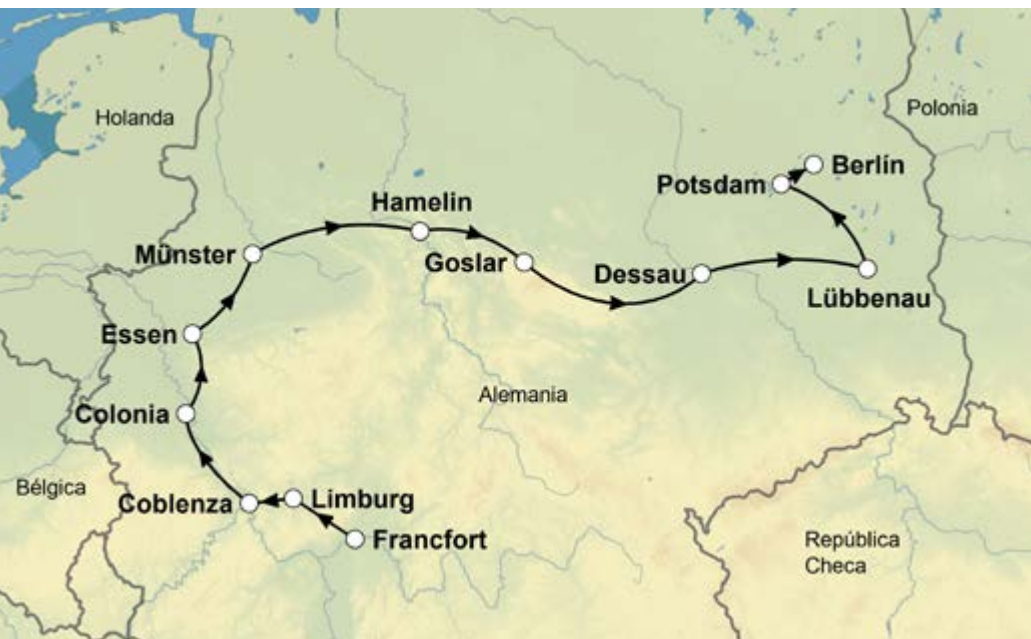 Holanda
Polonia
Berlín
Potsdam
Hamelin
Münster
Goslar
Dessau
Lübbenau
Essen
Alemania
Colonia
Bélgica
Coblenza
Limburg
Francfort
República
Checa